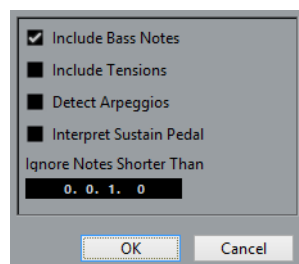 Include Bass Notes
Include Tensions
Detect Arpeggios
Interpret Sustain Pedal
Ignore Notes Shorter Than
0. 0. 1. 0
OK Cancel